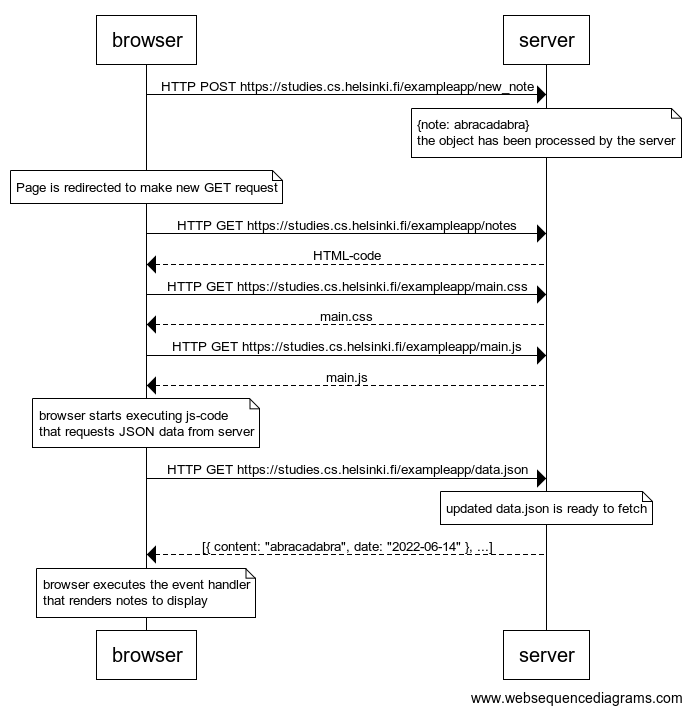 browser
server
HTTP POST https://studies.cs.helsinki.fi/exampleapp/new_note
{note: abracadabra}
the object has been processed by the server
Page is redirected to make new GET request
HTTP GET https://studies.cs.helsinki.fi/exampleapp/notes
HTML-code
HTTP GET https://studies.cs.helsinki.fi/exampleapp/main.css
main.css
HTTP GET https://studies.cs.helsinki.fi/exampleapp/main.js
main.js
browser starts executing js-code
that requests JSON data from server
HTTP GET https://studies.cs.helsinki.fi/exampleapp/data.json
updated data.json is ready to fetch
[{ content: "abracadabra", date: "2022-06-14" }, ...]
browser executes the event handler
that renders notes to display
browser
server
www.websequencediagrams.com